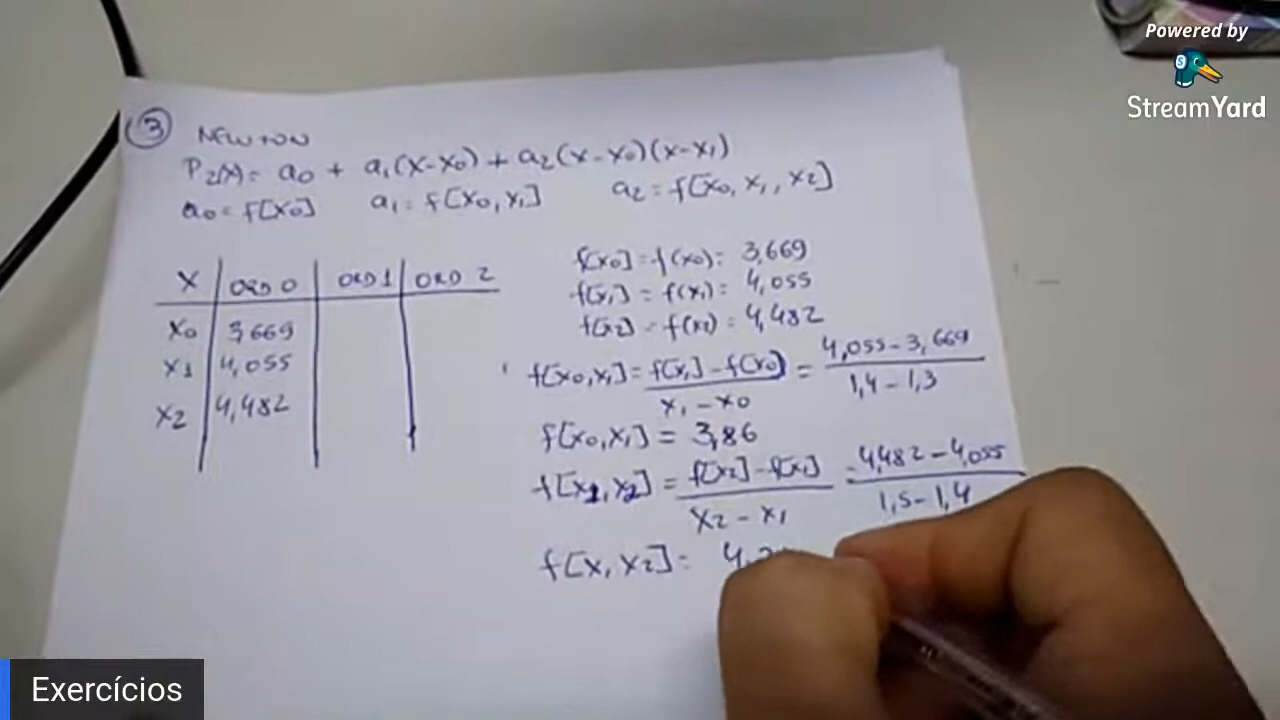 Powered by
StreamYard
3 NEWTON
P2(x) = a0 + a1(x-x0) + a2(x-x0)(x-x1)
a0 = f[x0] a1 = f[x0, x1] a2 = f[x0, x1, x2]
X ORD 0 ORD 1 ORD 2
x0 3,669
x1 4,055
x2 4,482
f[x0] = f(x0) = 3,669
f[x1] = f(x1) = 4,055
f[x2] = f(x2) = 4,482
f[x0, x1] = f[x1] - f[x0] / x1 - x0 = 4,055 - 3,669 / 1,4 - 1,3
f[x0, x1] = 3,86
f[x1, x2] = f[x2] - f[x1] / x2 - x1 = 4,482 - 4,055 / 1,5 - 1,4
f[x, x2] = 4,2
Exercícios